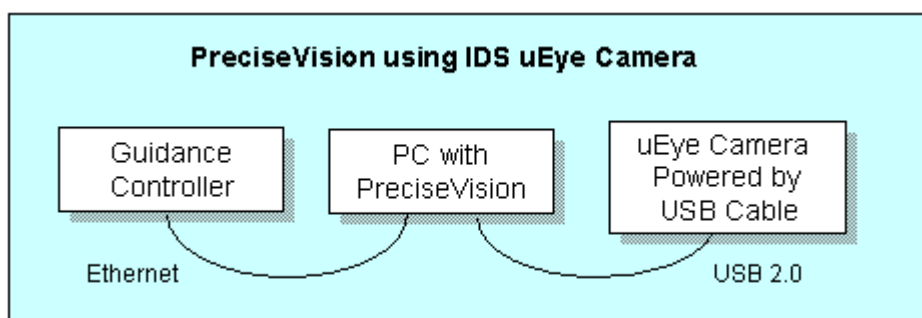 PreciseVision using IDS uEye Camera
Guidance
Controller
PC with
PreciseVision
uEye Camera
Powered by
USB Cable
Ethernet
USB 2.0